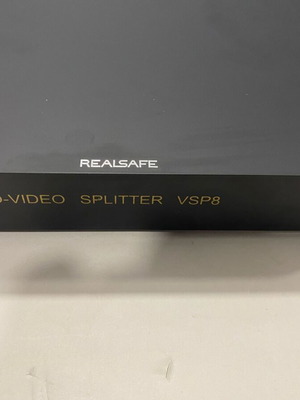 REALSAFE
-VIDEO SPLITTER VSP8